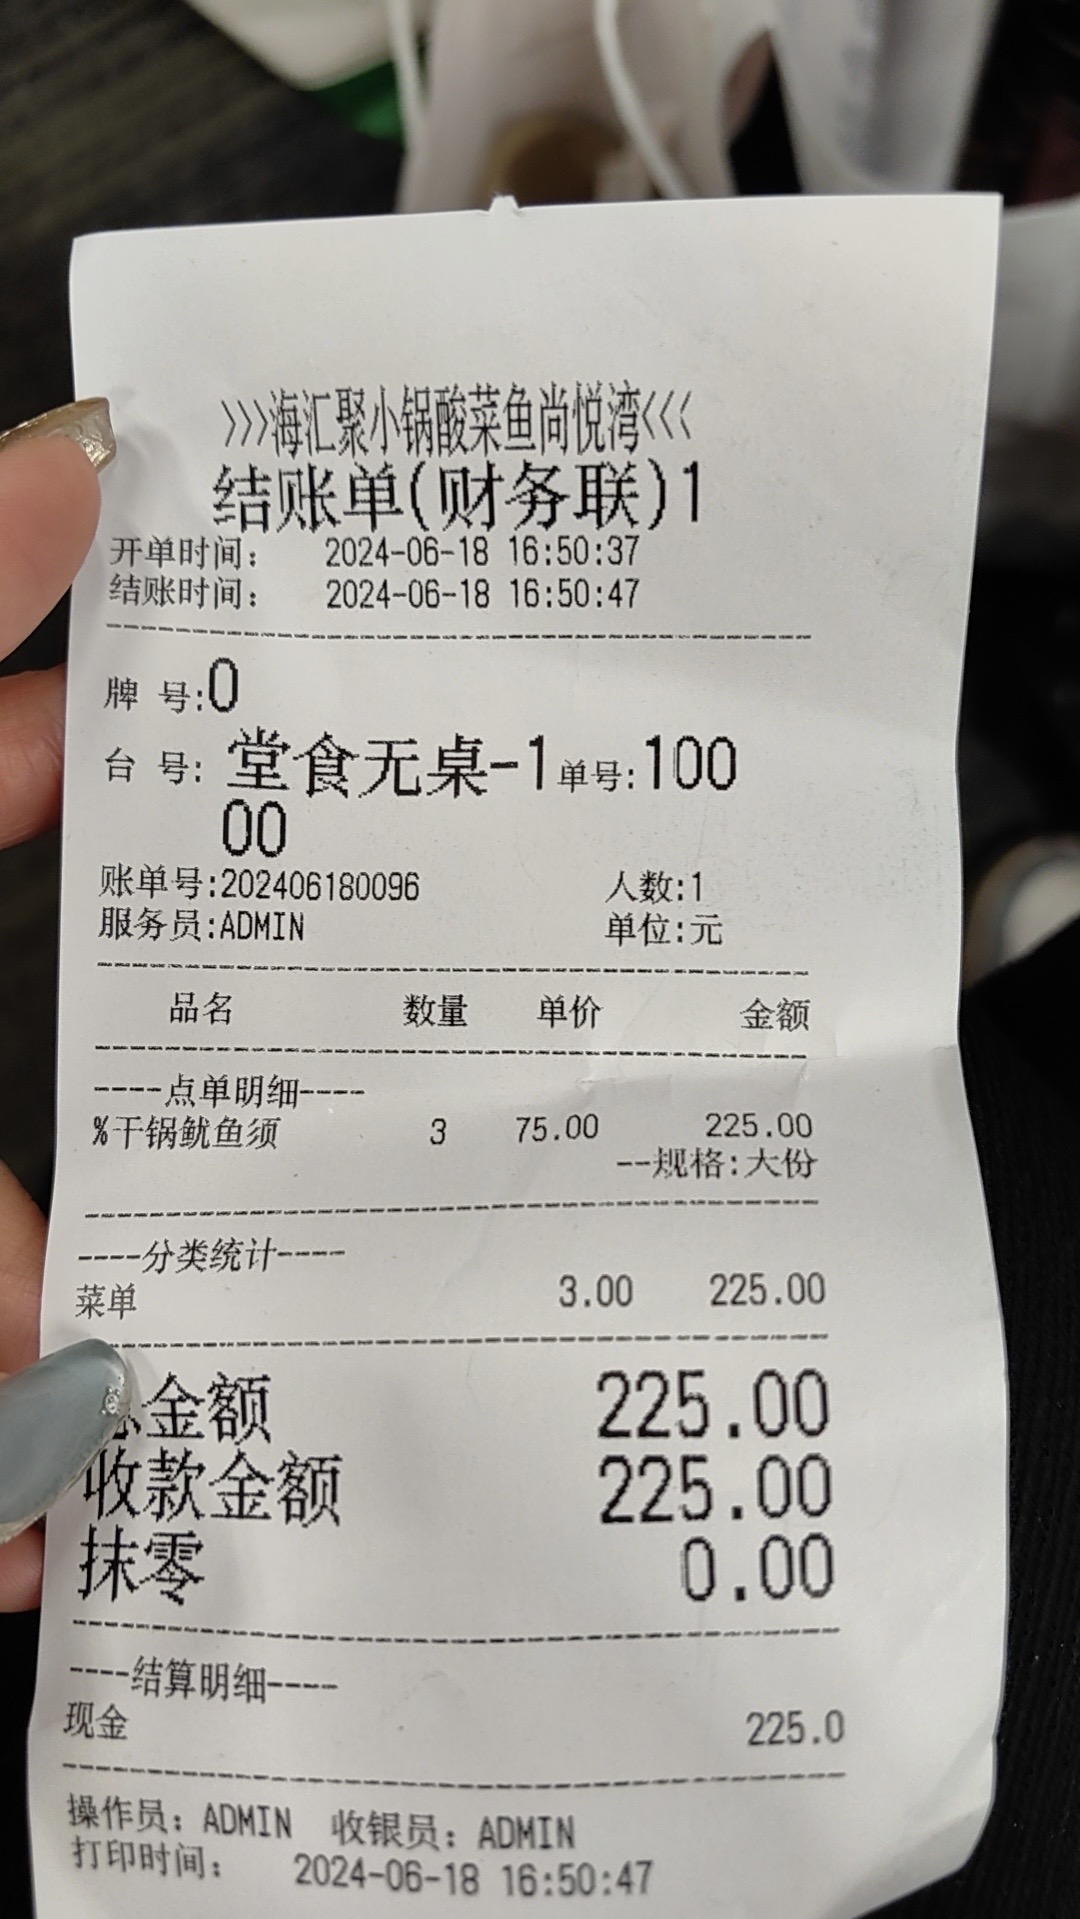 >>>海汇聚小锅酸菜鱼尚悦湾<<<
结账单(财务联)1
开单时间： 2024-06-18 16:50:37
结账时间： 2024-06-18 16:50:47
牌 号:0
台 号: 堂食无桌-1 单号:100
00
账单号:202406180096 人数:1
服务员:ADMIN 单位:元
品名 数量 单价 金额
----点单明细----
%干锅鱿鱼须 3 75.00 225.00
--规格:大份
----分类统计----
菜单 3.00 225.00
金额 225.00
收款金额 225.00
抹零 0.00
----结算明细----
现金 225.0
操作员：ADMIN 收银员：ADMIN
打印时间： 2024-06-18 16:50:47